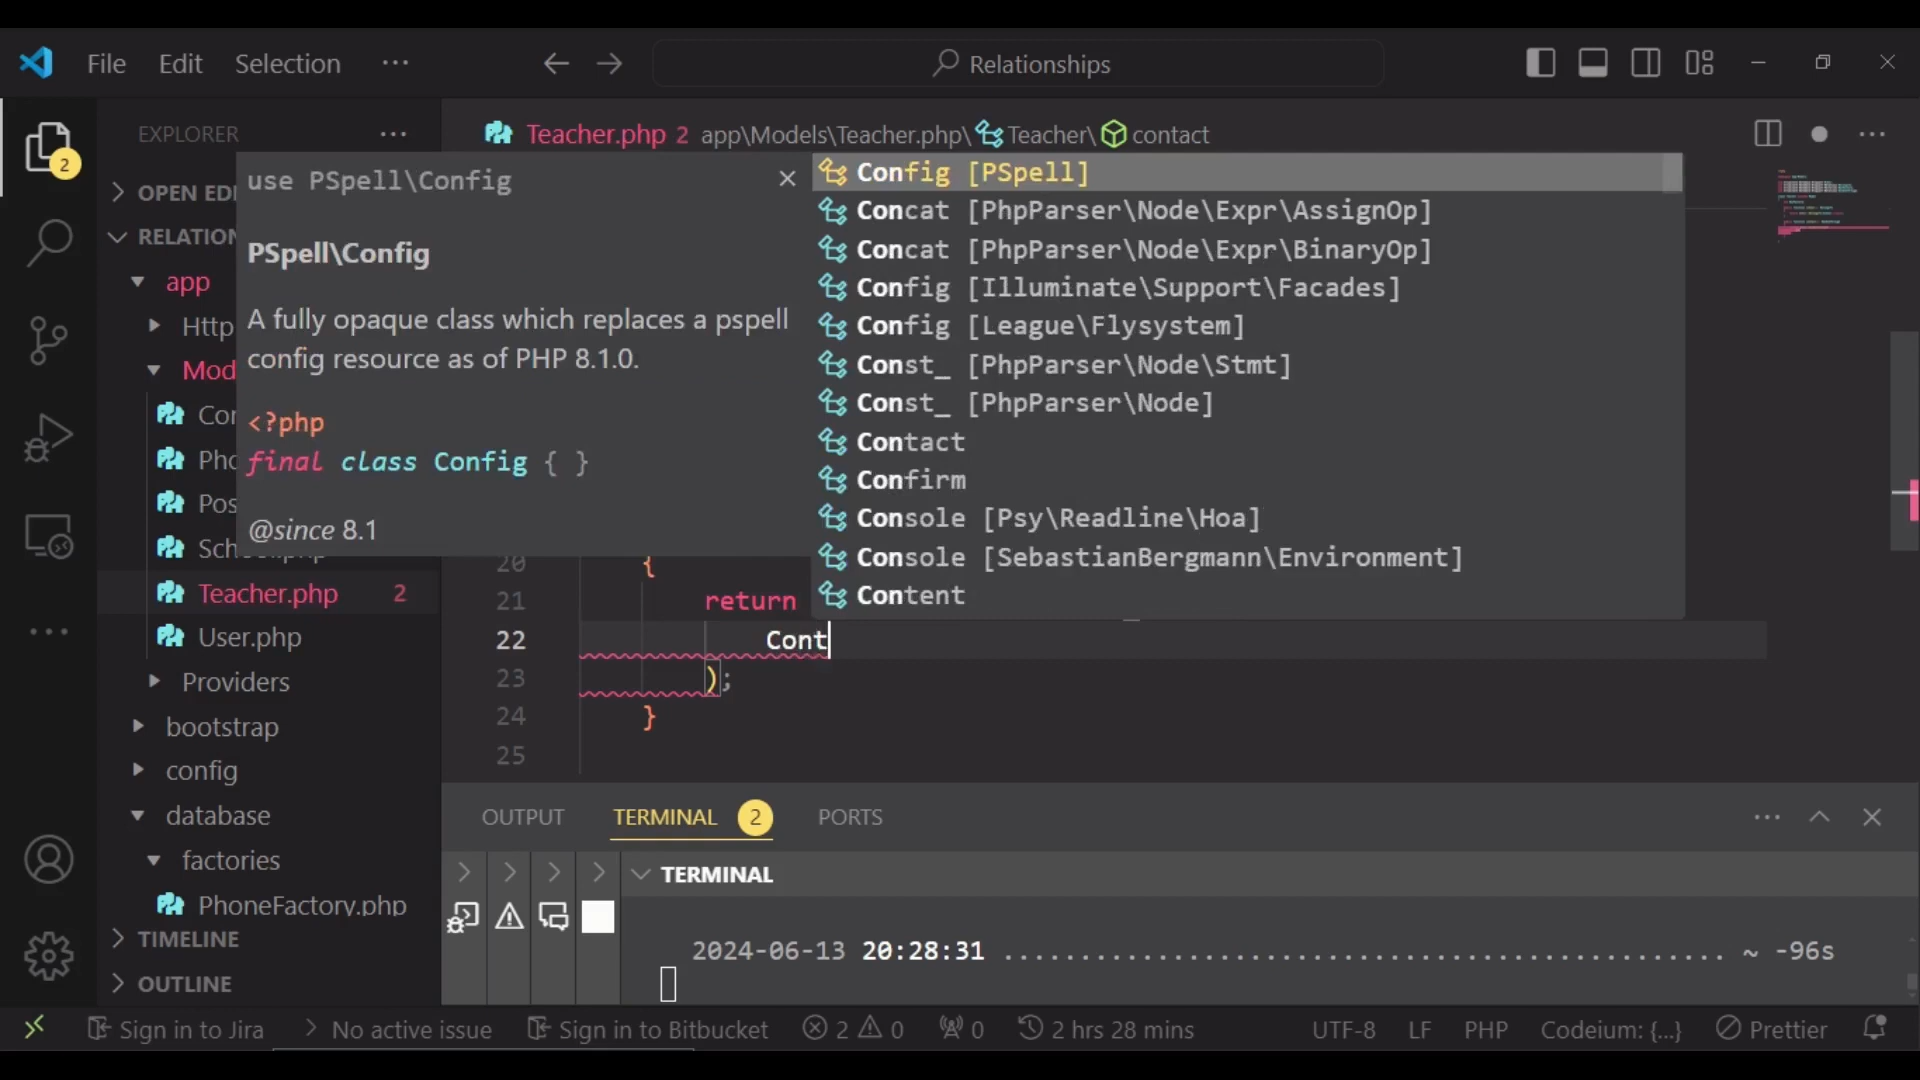 File Edit Selection ··· Relationships
EXPLORER ···
Teacher.php 2 app\Models\Teacher.php\ Teacher\ contact ···
2
OPEN EDI
RELATION
app
Http
Mod
Cor
Pho
Pos
Teacher.php 2
User.php
Providers
bootstrap
config
database
factories
PhoneFactory.php
TIMELINE
OUTLINE
use PSpell\Config
PSpell\Config
A fully opaque class which replaces a pspell
config resource as of PHP 8.1.0.
<?php
final class Config { }
@since 8.1
Config [PSpell]
Concat [PhpParser\Node\Expr\AssignOp]
Concat [PhpParser\Node\Expr\BinaryOp]
Config [Illuminate\Support\Facades]
Config [League\Flysystem]
Const_ [PhpParser\Node\Stmt]
Const_ [PhpParser\Node]
Contact
Confirm
Console [Psy\Readline\Hoa]
Console [SebastianBergmann\Environment]
Content
20 {
21 return
22 Cont
23 );
24 }
25
OUTPUT TERMINAL 2 PORTS ···
TERMINAL
2024-06-13 20:28:31 ............................................... ~ -96s
Sign in to Jira > No active issue Sign in to Bitbucket 2 0 0 2 hrs 28 mins UTF-8 LF PHP Codeium: {...} Prettier